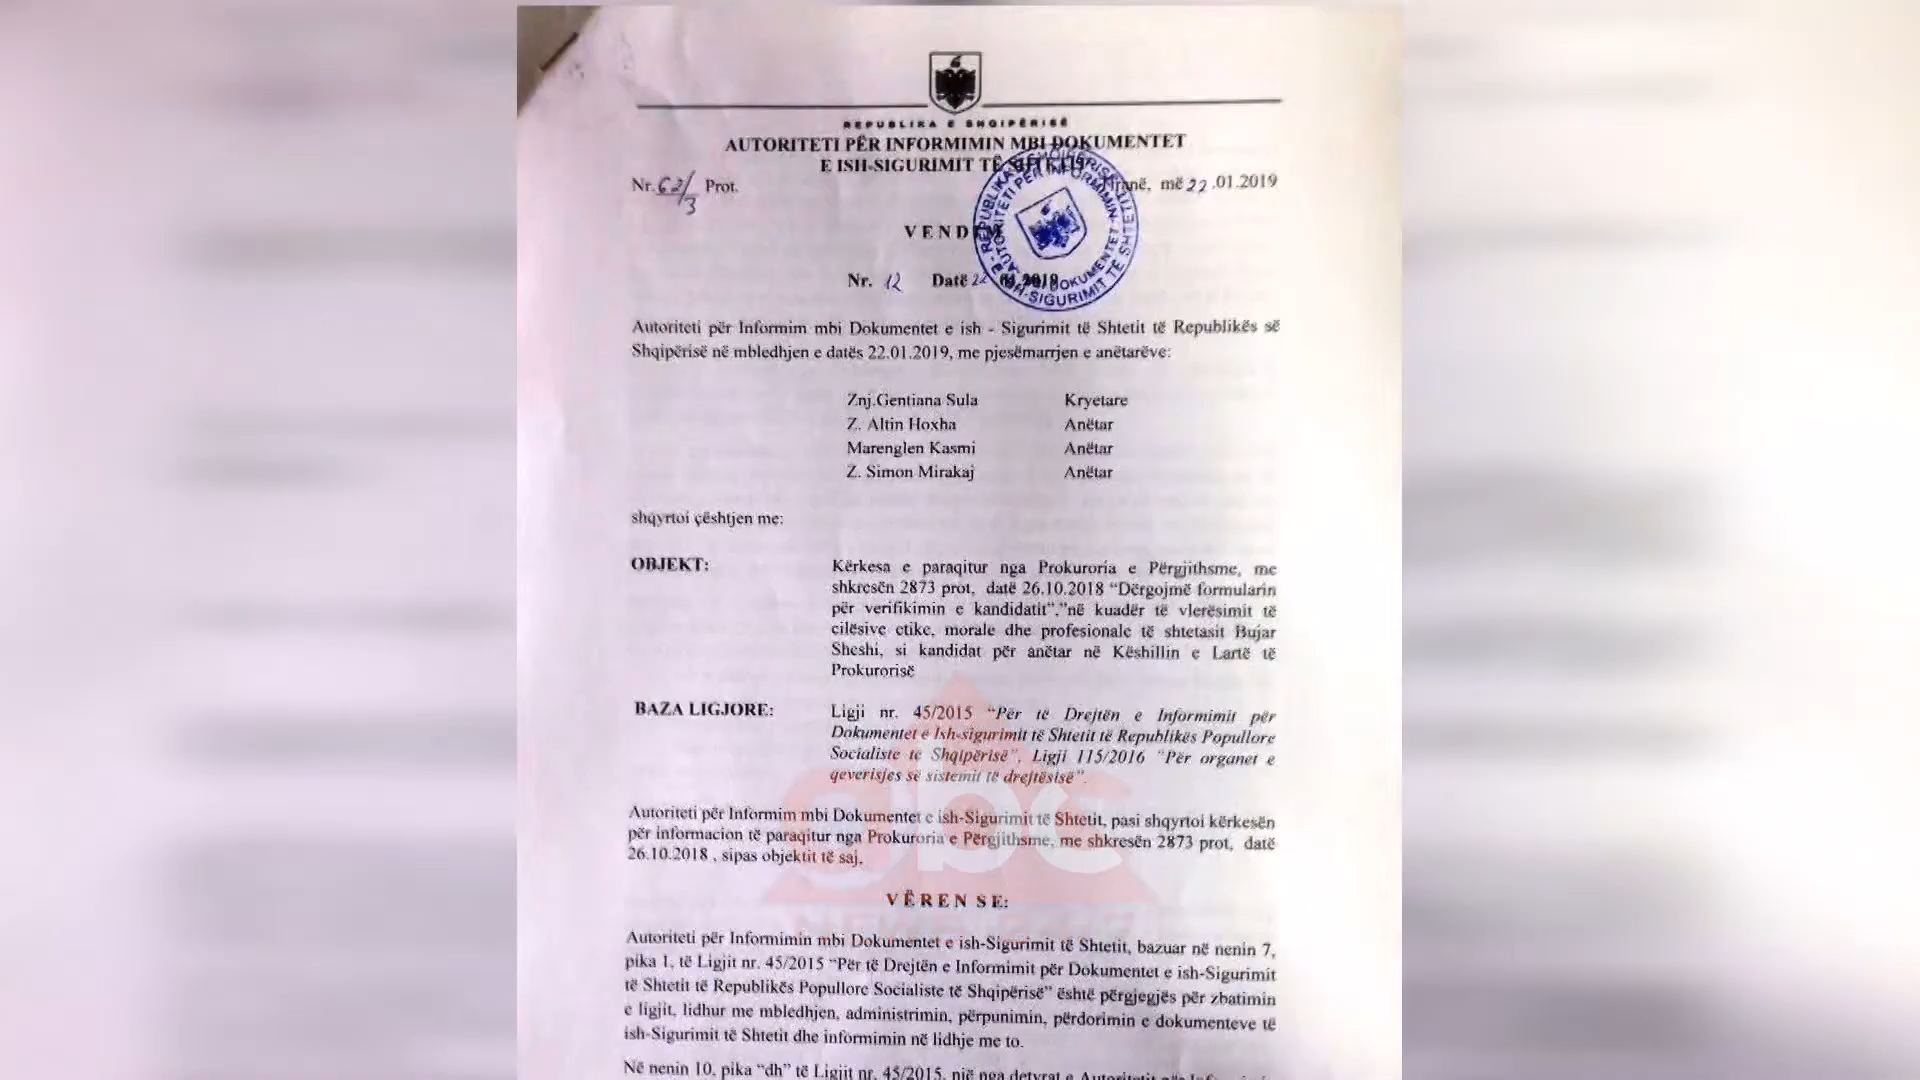 REPUBLIKA E SHQIPËRISË
AUTORITETI PËR INFORMIMIN MBI DOKUMENTET
E ISH-SIGURIMIT TË SHTETIT
Nr. 62/3 Prot. Tiranë, më 22.01.2019
VENDIM
Nr. 12 Datë 22
Autoriteti për Informim mbi Dokumentet e ish - Sigurimit të Shtetit të Republikës së
Shqipërisë në mbledhjen e datës 22.01.2019, me pjesëmarrjen e anëtarëve:
Znj.Gentiana Sula Kryetare
Z. Altin Hoxha Anëtar
Marenglen Kasmi Anëtar
Z. Simon Mirakaj Anëtar
shqyrtoi çështjen me:
OBJEKT: Kërkesa e paraqitur nga Prokuroria e Përgjithsme, me
shkresën 2873 prot, datë 26.10.2018 “Dërgojmë formularin
për verifikimin e kandidatit”,”në kuadër të vlerësimit të
cilësive etike, morale dhe profesionale të shtetasit Bujar
Sheshi, si kandidat për anëtar në Këshillin e Lartë të
Prokurorisë
BAZA LIGJORE: Ligji nr. 45/2015 “Për të Drejtën e Informimit për
Dokumentet e Ish-sigurimit të Shtetit të Republikës Popullore
Socialiste të Shqipërisë”, Ligji 115/2016 “Për organet e
qeverisjes së sistemit të drejtësisë”.
Autoriteti për Informim mbi Dokumentet e ish-Sigurimit të Shtetit, pasi shqyrtoi kërkesën
për informacion të paraqitur nga Prokuroria e Përgjithsme, me shkresën 2873 prot, datë
26.10.2018 , sipas objektit të saj,
VËREN SE:
Autoriteti për Informimin mbi Dokumentet e ish-Sigurimit të Shtetit, bazuar në nenin 7,
pika 1, të Ligjit nr. 45/2015 “Për të Drejtën e Informimit për Dokumentet e ish-Sigurimit
të Shtetit të Republikës Popullore Socialiste të Shqipërisë” është përgjegjës për zbatimin
e ligjit, lidhur me mbledhjen, administrimin, përpunimin, përdorimin e dokumenteve të
ish-Sigurimit të Shtetit dhe informimin në lidhje me to.
Në nenin 10, pika “dh” të Ligjit nr. 45/2015, një nga detyrat e Autoritetit
abc